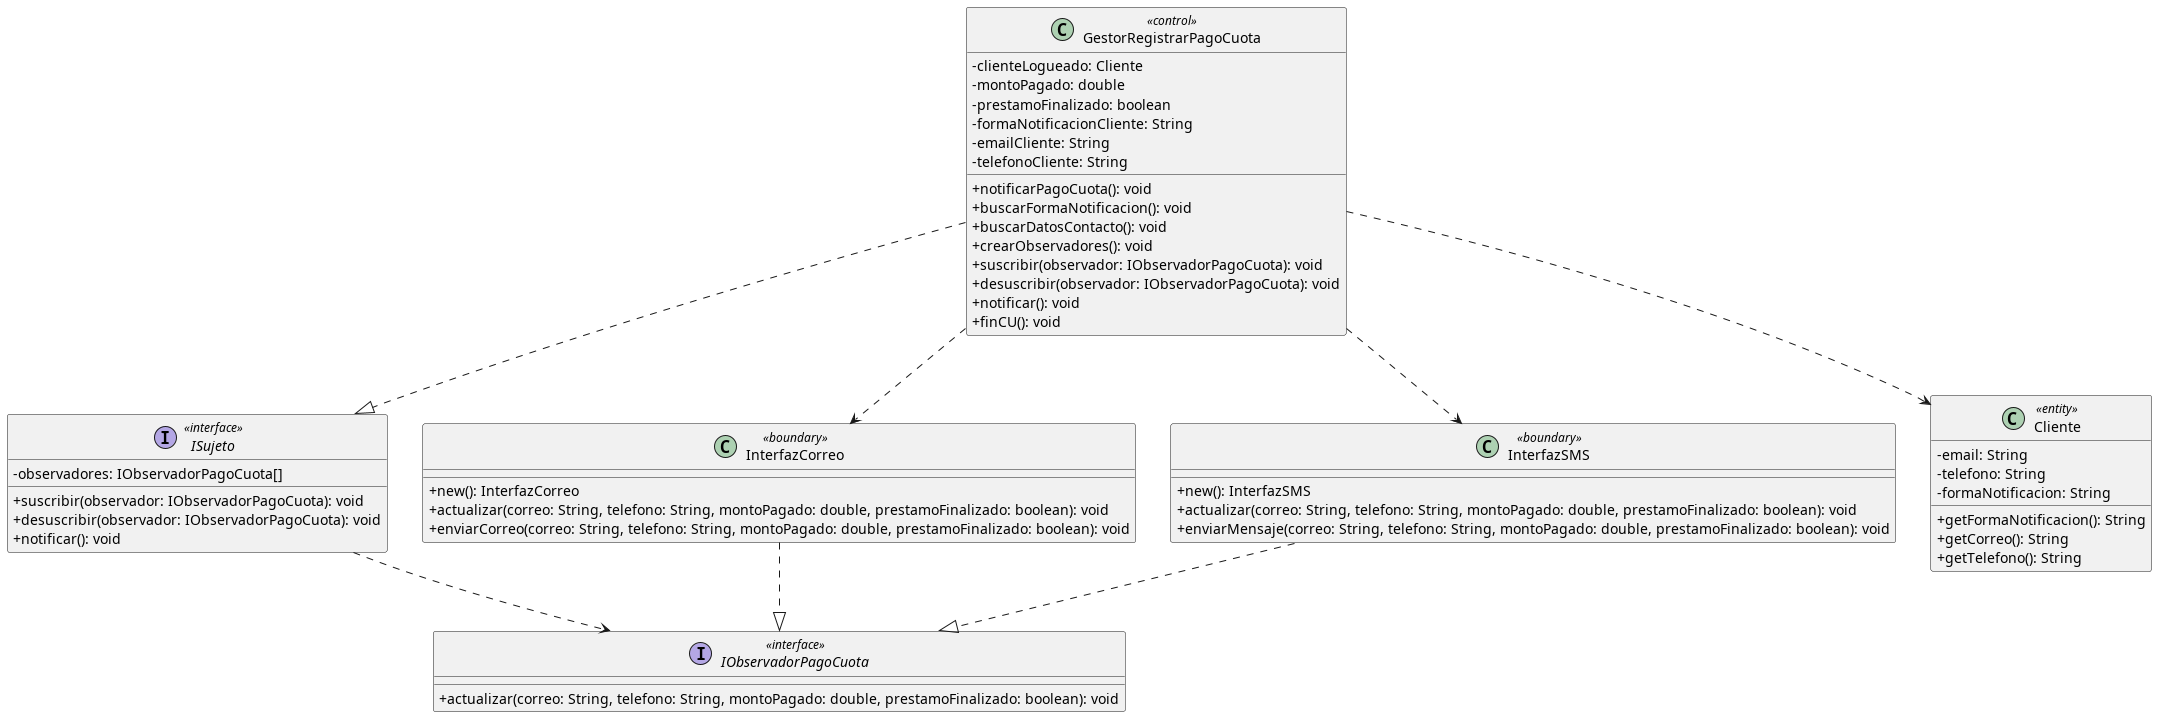 C
«control»
GestorRegistrarPagoCuota
-clienteLogueado: Cliente
-montoPagado: double
-prestamoFinalizado: boolean
-formaNotificacionCliente: String
-emailCliente: String
-telefonoCliente: String
+notificarPagoCuota(): void
+buscarFormaNotificacion(): void
+buscarDatosContacto(): void
+crearObservadores(): void
+suscribir(observador: IObservadorPagoCuota): void
+desuscribir(observador: IObservadorPagoCuota): void
+notificar(): void
+finCU(): void
I
«interface»
ISujeto
-observadores: IObservadorPagoCuota[]
+suscribir(observador: IObservadorPagoCuota): void
+desuscribir(observador: IObservadorPagoCuota): void
+notificar(): void
C
«boundary»
InterfazCorreo
+new(): InterfazCorreo
+actualizar(correo: String, telefono: String, montoPagado: double, prestamoFinalizado: boolean): void
+enviarCorreo(correo: String, telefono: String, montoPagado: double, prestamoFinalizado: boolean): void
C
«boundary»
InterfazSMS
+new(): InterfazSMS
+actualizar(correo: String, telefono: String, montoPagado: double, prestamoFinalizado: boolean): void
+enviarMensaje(correo: String, telefono: String, montoPagado: double, prestamoFinalizado: boolean): void
C
«entity»
Cliente
-email: String
-telefono: String
-formaNotificacion: String
+getFormaNotificacion(): String
+getCorreo(): String
+getTelefono(): String
I
«interface»
IObservadorPagoCuota
+actualizar(correo: String, telefono: String, montoPagado: double, prestamoFinalizado: boolean): void